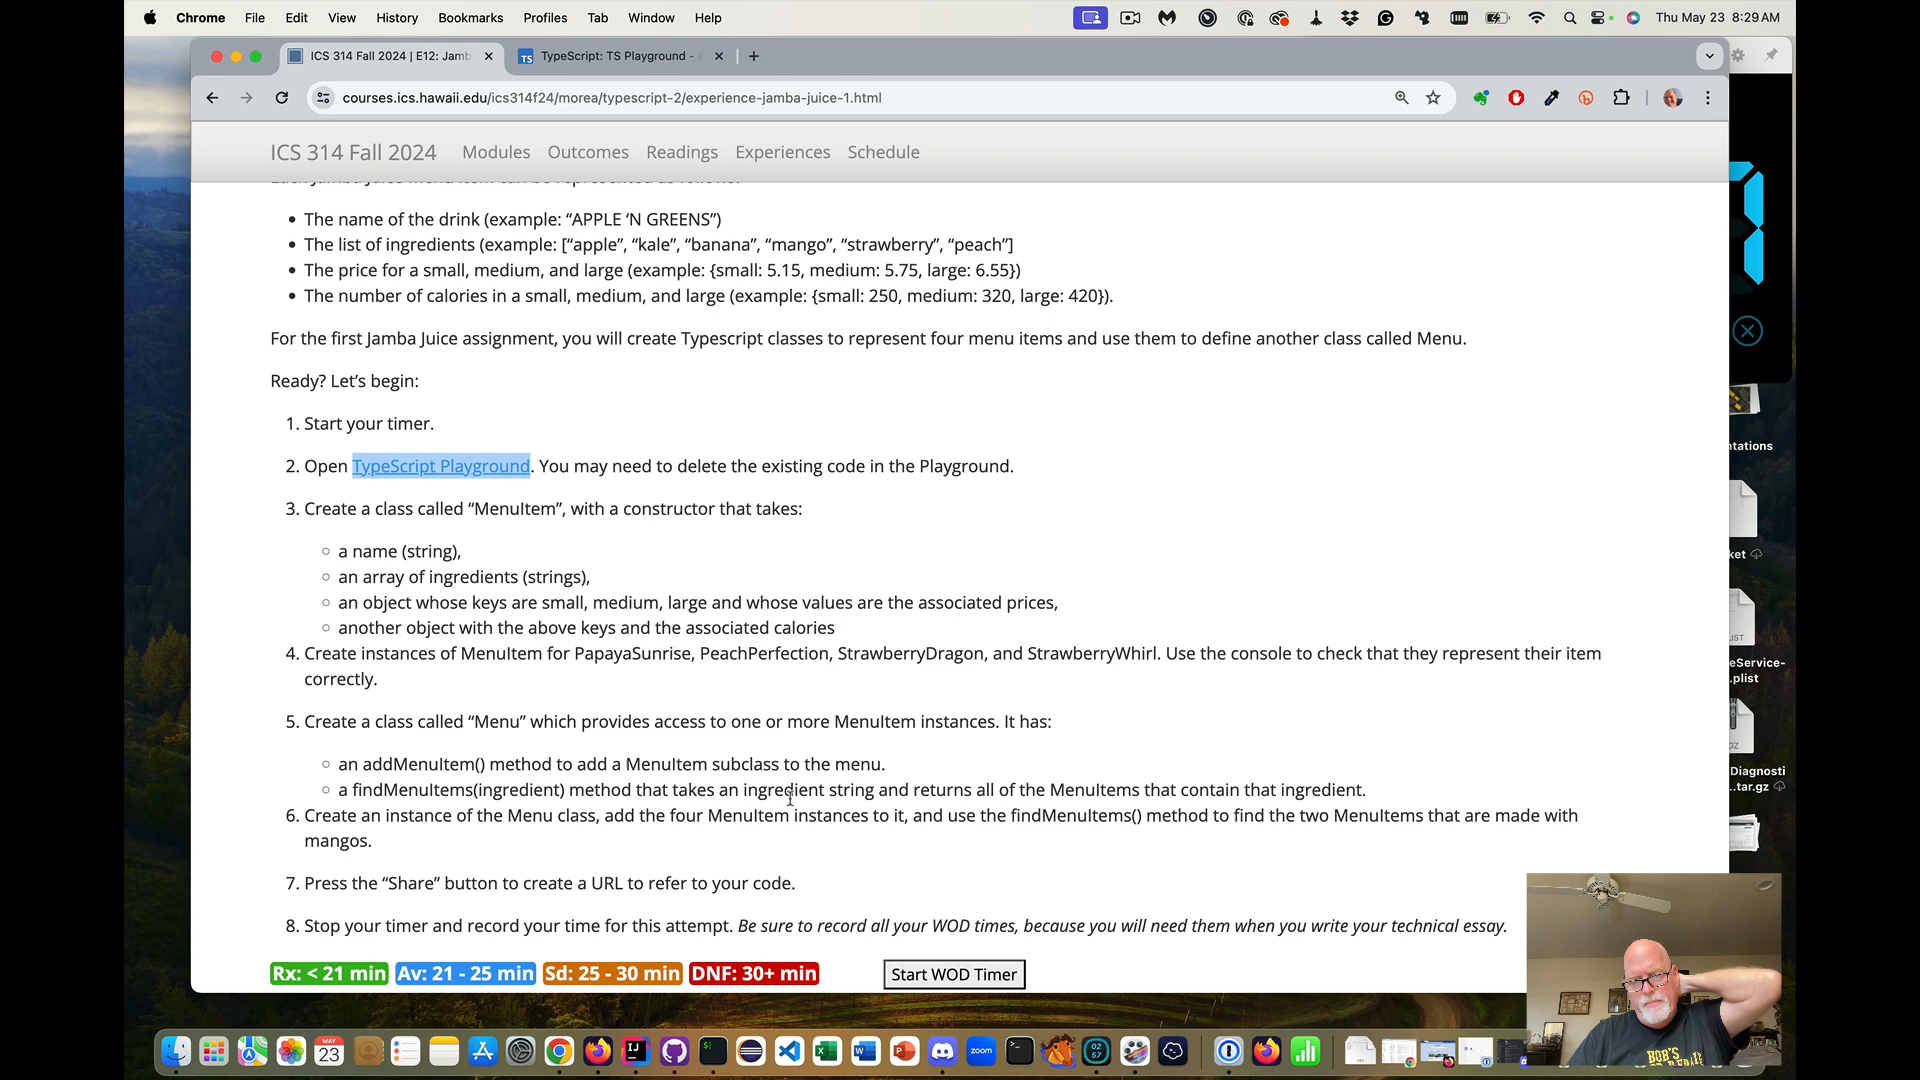 Chrome File Edit View History Bookmarks Profiles Tab Window Help Thu May 23 8:29 AM
ICS 314 Fall 2024 | E12: Jamb
TypeScript: TS Playground -
courses.ics.hawaii.edu/ics314f24/morea/typescript-2/experience-jamba-juice-1.html
ICS 314 Fall 2024 Modules Outcomes Readings Experiences Schedule
• The name of the drink (example: “APPLE ‘N GREENS”)
• The list of ingredients (example: [“apple”, “kale”, “banana”, “mango”, “strawberry”, “peach”]
• The price for a small, medium, and large (example: {small: 5.15, medium: 5.75, large: 6.55})
• The number of calories in a small, medium, and large (example: {small: 250, medium: 320, large: 420}).
For the first Jamba Juice assignment, you will create Typescript classes to represent four menu items and use them to define another class called Menu.
Ready? Let’s begin:
1. Start your timer.
2. Open TypeScript Playground. You may need to delete the existing code in the Playground.
3. Create a class called “MenuItem”, with a constructor that takes:
◦ a name (string),
◦ an array of ingredients (strings),
◦ an object whose keys are small, medium, large and whose values are the associated prices,
◦ another object with the above keys and the associated calories
4. Create instances of MenuItem for PapayaSunrise, PeachPerfection, StrawberryDragon, and StrawberryWhirl. Use the console to check that they represent their item
correctly.
5. Create a class called “Menu” which provides access to one or more MenuItem instances. It has:
◦ an addMenuItem() method to add a MenuItem subclass to the menu.
◦ a findMenuItems(ingredient) method that takes an ingredient string and returns all of the MenuItems that contain that ingredient.
6. Create an instance of the Menu class, add the four MenuItem instances to it, and use the findMenuItems() method to find the two MenuItems that are made with
mangos.
7. Press the “Share” button to create a URL to refer to your code.
8. Stop your timer and record your time for this attempt. Be sure to record all your WOD times, because you will need them when you write your technical essay.
Rx: < 21 min Av: 21 - 25 min Sd: 25 - 30 min DNF: 30+ min Start WOD Timer
ntations
ket
IST
eService-
.plist
GZ
Diagnosti
..tar.gz
BOB'S
MAY
23
zoom
02
57